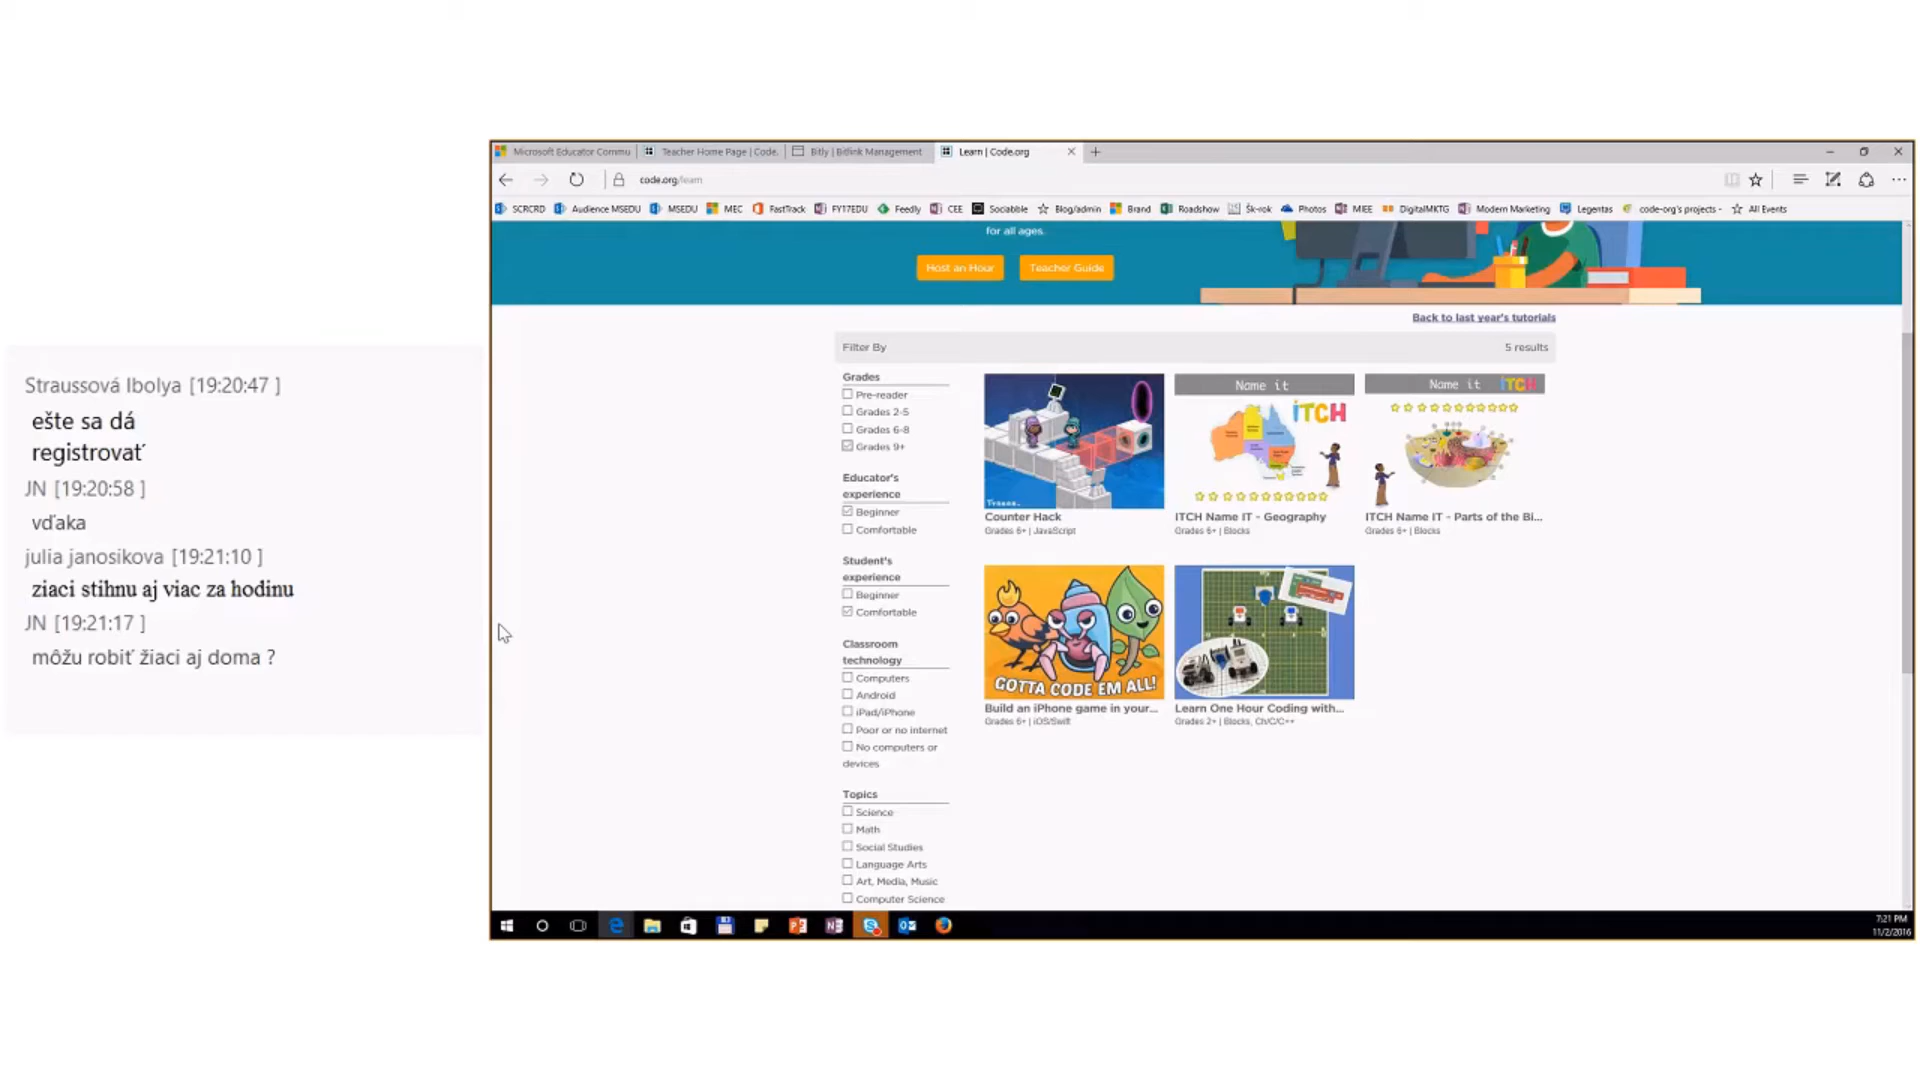 Straussová Ibolya [19:20:47 ]
ešte sa dá
registrovať
JN [19:20:58 ]
vďaka
julia janosikova [19:21:10 ]
ziaci stihnu aj viac za hodinu
JN [19:21:17 ]
môžu robiť žiaci aj doma ?
Microsoft Educator Commu
Teacher Home Page | Code.
Bitly | Bitlink Management
Learn | Code.org
code.org/learn
SCRCRD
Audience MSEDU
MSEDU
MEC
FastTrack
FY17EDU
Feedly
CEE
Sociabble
Blog/admin
Brand
Roadshow
Šk-rok
Photos
MIEE
DigitalMKTG
Modern Marketing
Legentas
code-org's projects -
All Events
for all ages.
Host an Hour
Teacher Guide
Back to last year's tutorials
Filter By
5 results
Grades
Pre-reader
Grades 2-5
Grades 6-8
Grades 9+
Educator's
experience
Beginner
Comfortable
Student's
experience
Beginner
Comfortable
Classroom
technology
Computers
Android
iPad/iPhone
Poor or no internet
No computers or
devices
Topics
Science
Math
Social Studies
Language Arts
Art, Media, Music
Computer Science
Counter Hack
Grades 6+ | JavaScript
Name it
ITCH
ITCH Name IT - Geography
Grades 6+ | Blocks
Name it ITCH
ITCH Name IT - Parts of the Bi...
Grades 6+ | Blocks
GOTTA CODE EM ALL!
Build an iPhone game in your...
Grades 6+ | iOS/Swift
Learn One Hour Coding with...
Grades 2+ | Blocks, Ch/C/C++
7:21 PM
11/2/2016